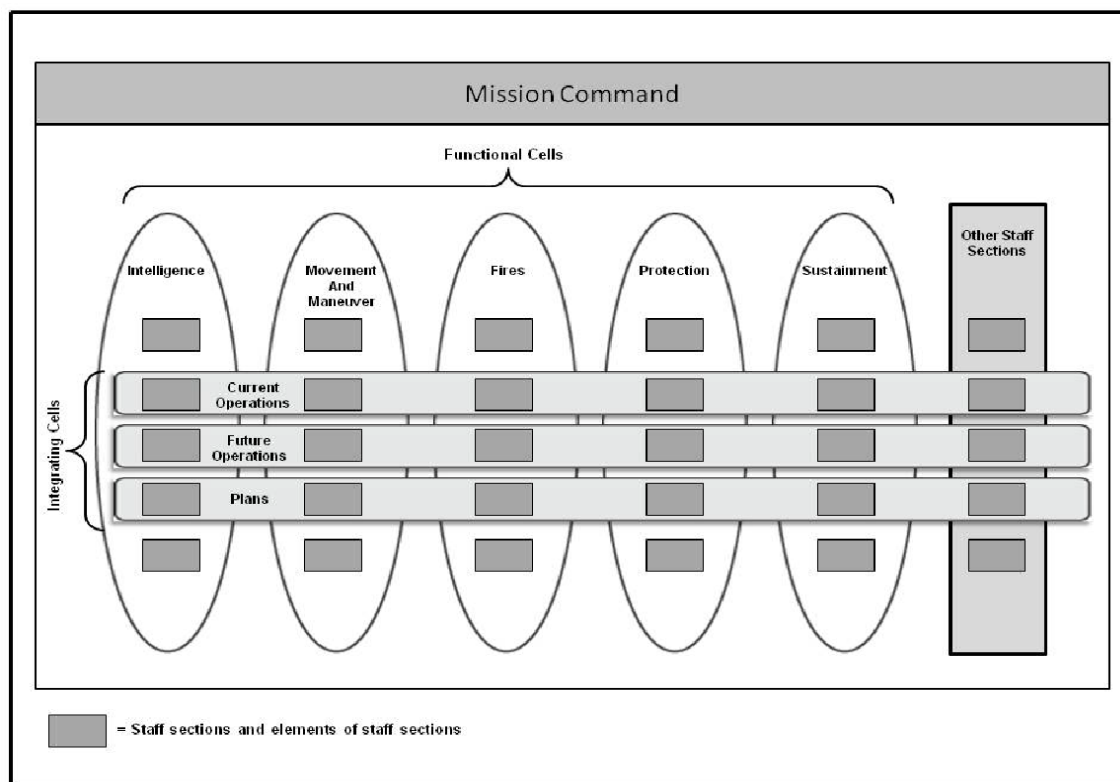 Mission Command
Functional Cells
Intelligence
Movement
And
Maneuver
Fires
Protection
Sustainment
Other Staff
Sections
Integrating Cells
Current
Operations
Future
Operations
Plans
= Staff sections and elements of staff sections